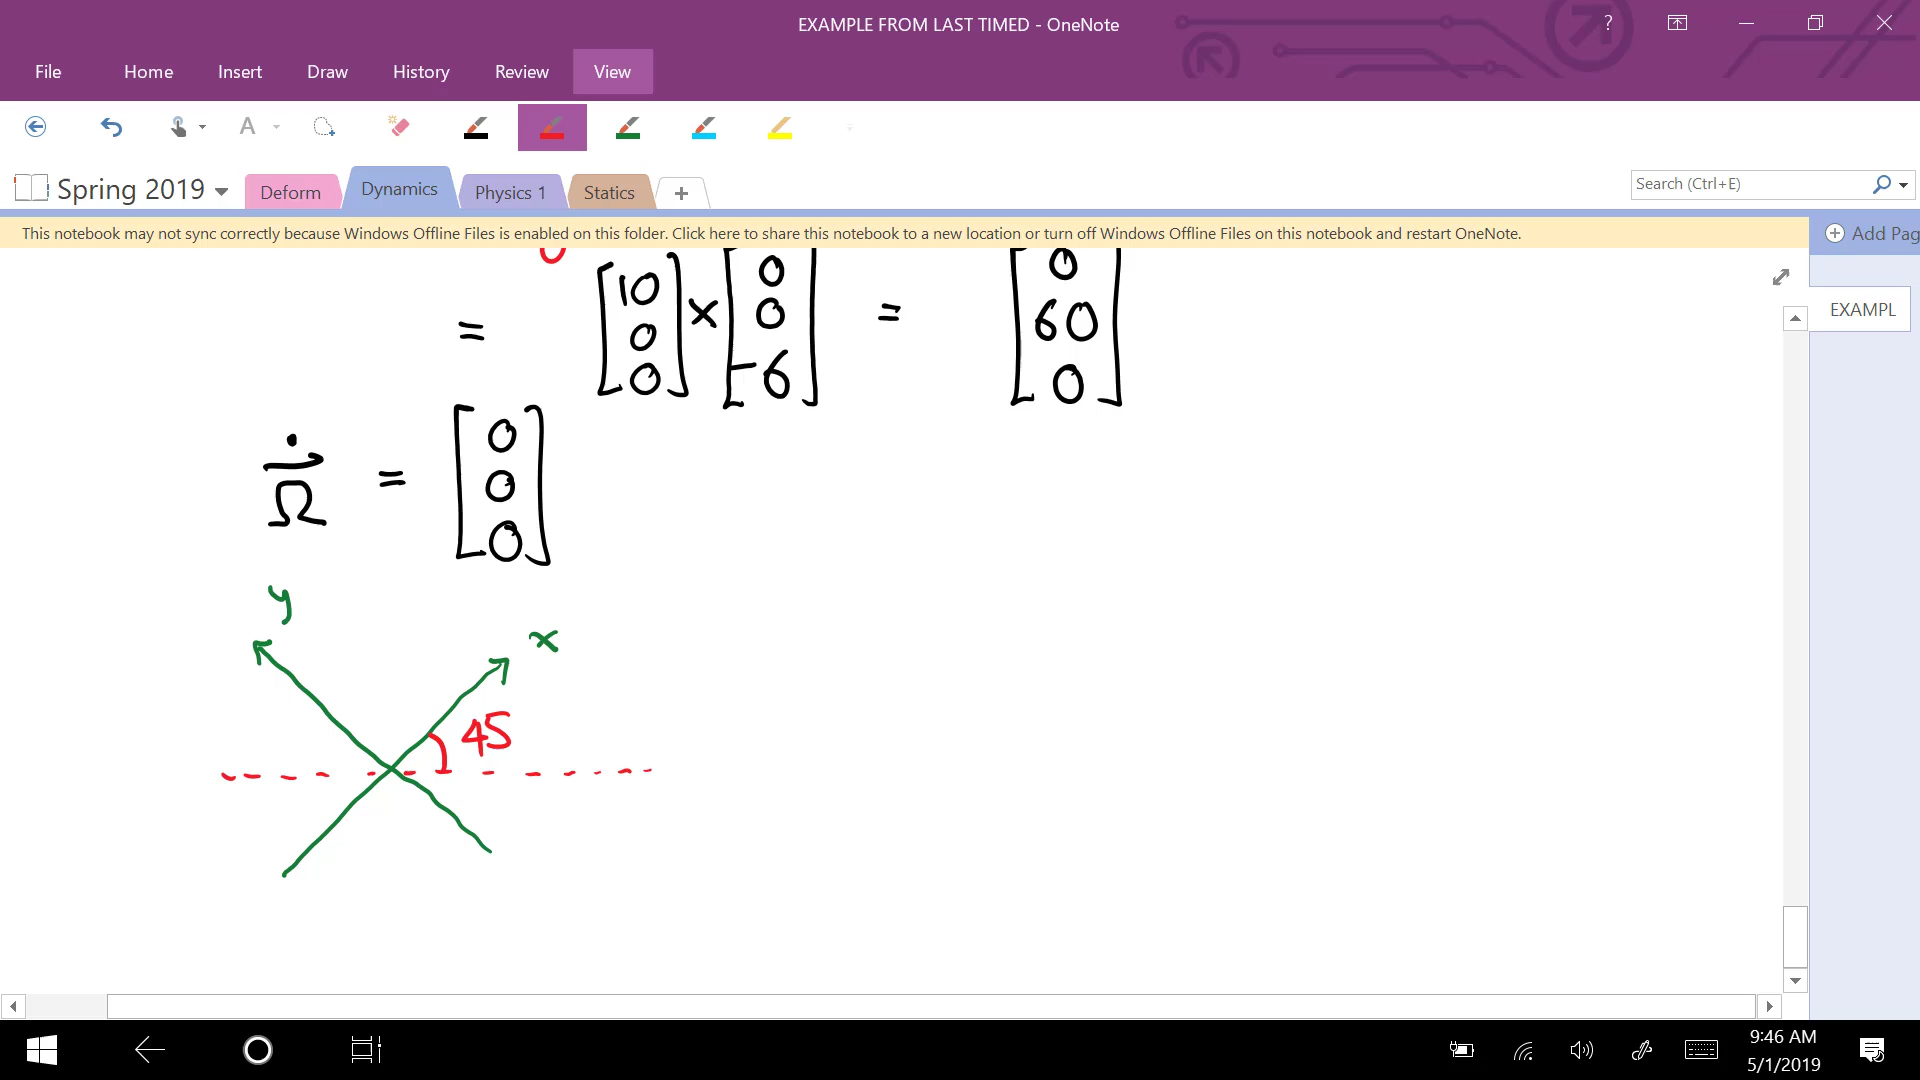 EXAMPLE FROM LAST TIMED - OneNote
?
File Home Insert Draw History Review View
A
Spring 2019 Deform Dynamics Physics 1 Statics +
Search (Ctrl+E)
This notebook may not sync correctly because Windows Offline Files is enabled on this folder. Click here to share this notebook to a new location or turn off Windows Offline Files on this notebook and restart OneNote.
Add Pag
EXAMPL
= [10 0 0] × [0 0 -6] = [0 60 0]
Ω̇ = [0 0 0]
y
x
45
9:46 AM
5/1/2019